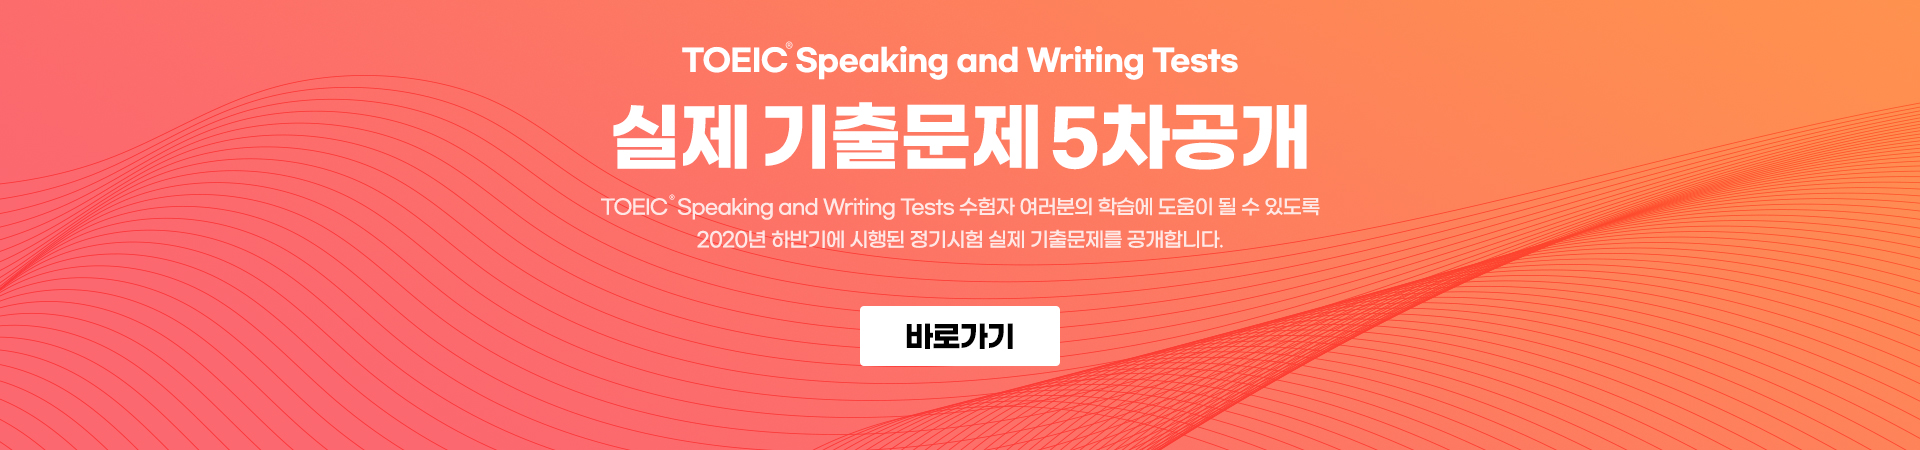 TOEIC® Speaking and Writing Tests
실제 기출문제 5차공개
TOEIC® Speaking and Writing Tests 수험자 여러분의 학습에 도움이 될 수 있도록
2020년 하반기에 시행된 정기시험 실제 기출문제를 공개합니다.
바로가기